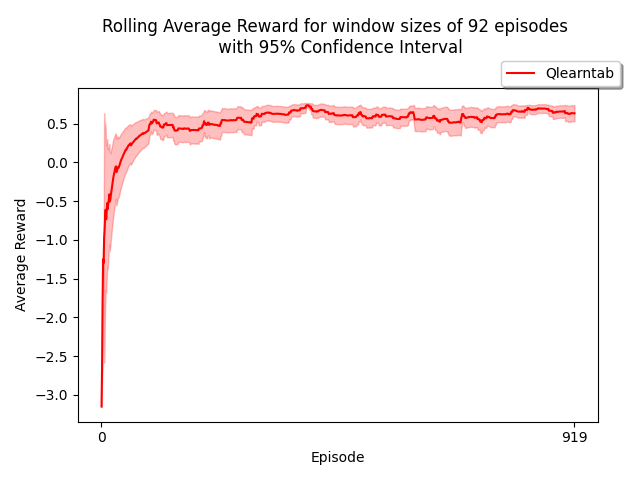 Rolling Average Reward for window sizes of 92 episodes
with 95% Confidence Interval
Qlearntab
0.5
0.0
−0.5
−1.0
−1.5
−2.0
−2.5
−3.0
Average Reward
0
919
Episode